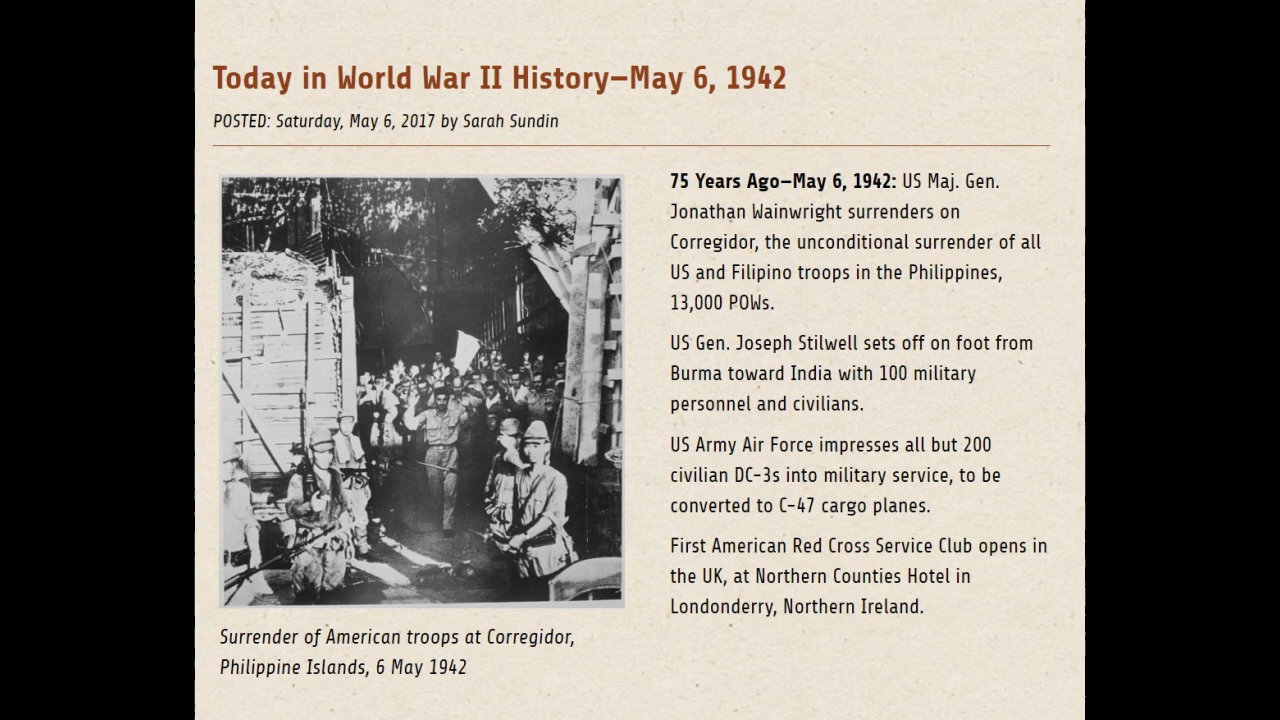 Today in World War II History—May 6, 1942
POSTED: Saturday, May 6, 2017 by Sarah Sundin
75 Years Ago—May 6, 1942: US Maj. Gen.
Jonathan Wainwright surrenders on
Corregidor, the unconditional surrender of all
US and Filipino troops in the Philippines,
13,000 POWs.
US Gen. Joseph Stilwell sets off on foot from
Burma toward India with 100 military
personnel and civilians.
US Army Air Force impresses all but 200
civilian DC-3s into military service, to be
converted to C-47 cargo planes.
First American Red Cross Service Club opens in
the UK, at Northern Counties Hotel in
Londonderry, Northern Ireland.
Surrender of American troops at Corregidor,
Philippine Islands, 6 May 1942